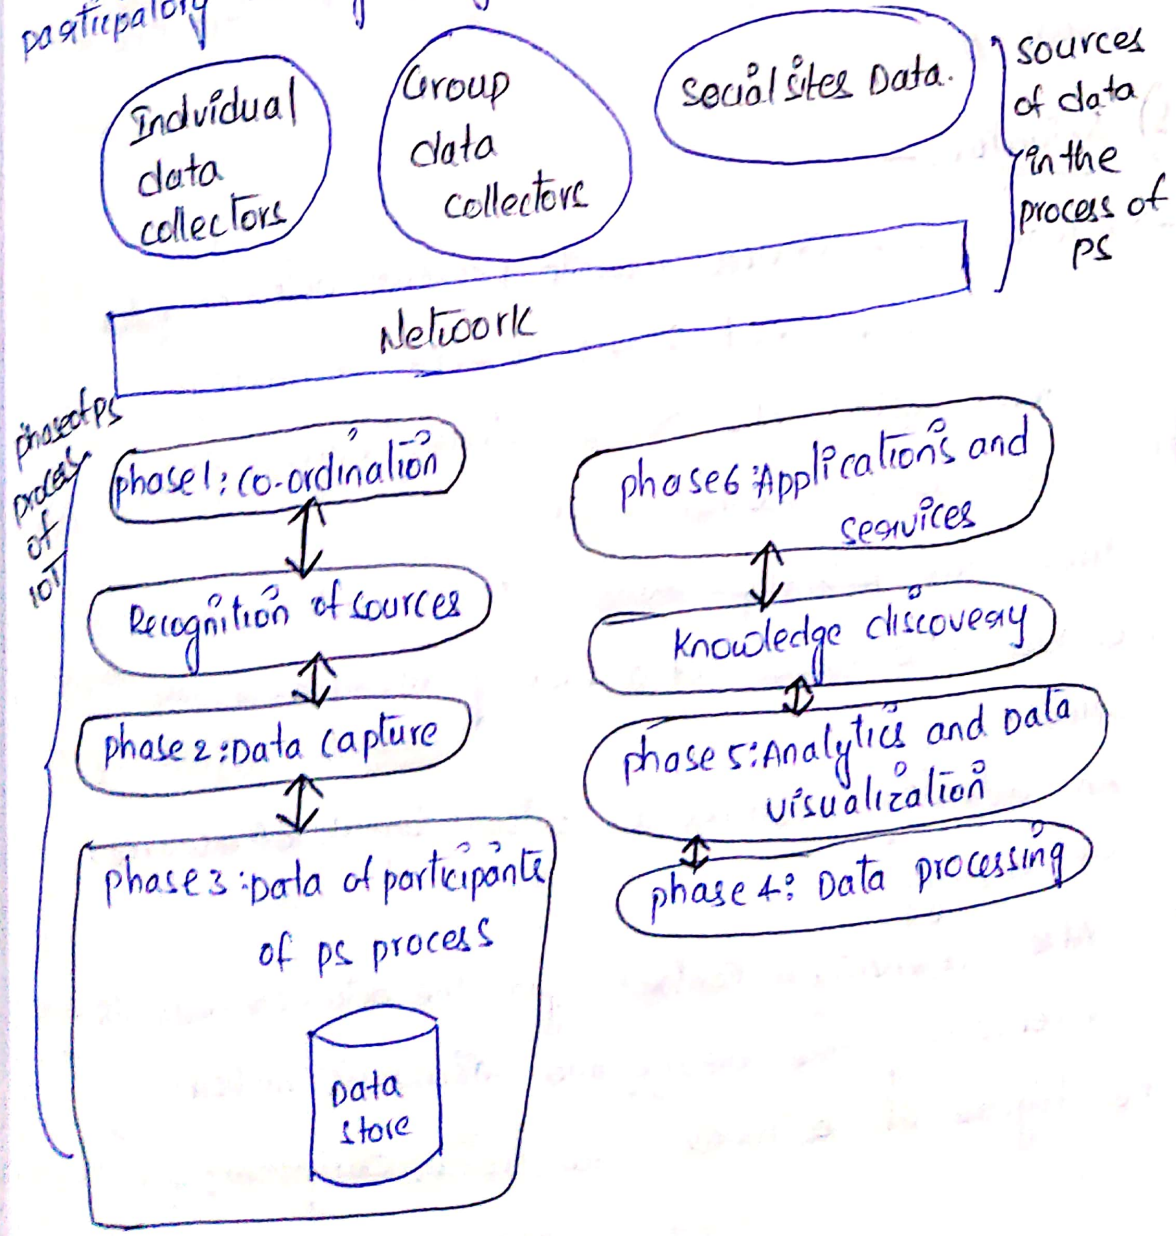 participatory
Indvidual
data
collectors
Group
data
collectors
Social sites Data.
sources
of data
in the
process of
PS
Network
phase of ps
process
of
IOT
phase1: co-ordination
Recognition of sources
phase 2: Data capture
phase 3: Data of participants
of ps process
Data
store
phase 6: Applications and
services
Knowledge discovery
phase 5: Analytics and Data
visualization
phase 4: Data processing